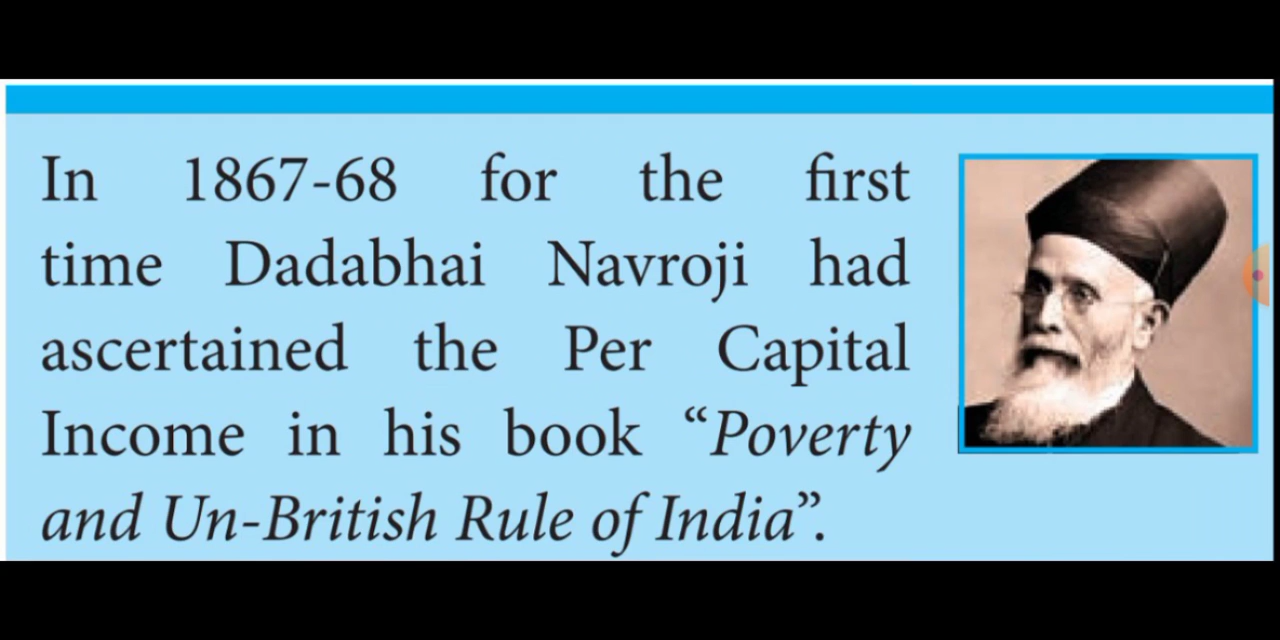 In 1867-68 for the first
time Dadabhai Navroji had
ascertained the Per Capital
Income in his book “Poverty
and Un-British Rule of India”.